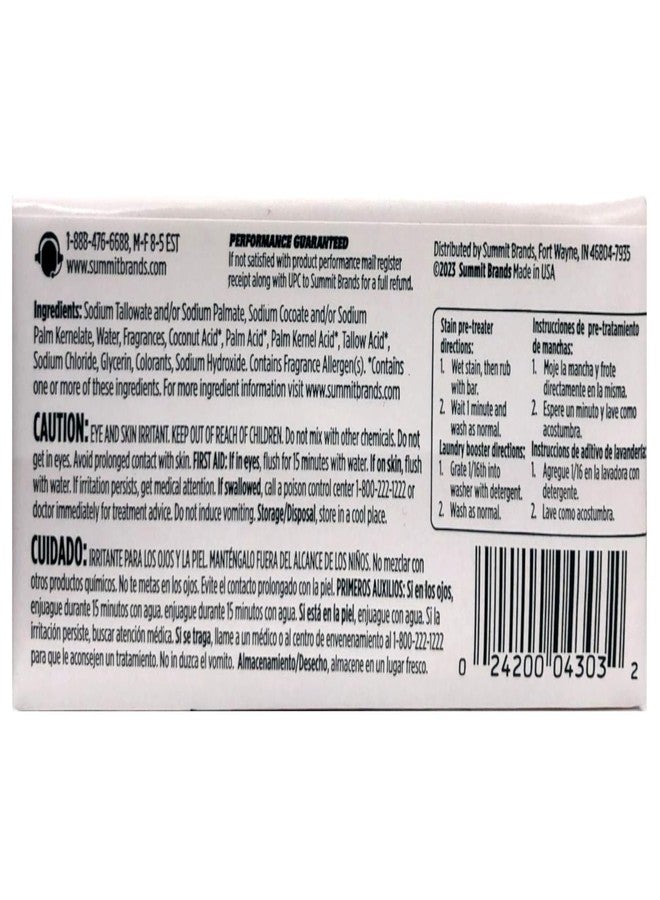 1-888-476-6688, M-F 8-5 EST
www.summitbrands.com
PERFORMANCE GUARANTEED
If not satisfied with product performance mail register
receipt along with UPC to Summit Brands for a full refund.
Distributed by Summit Brands, Fort Wayne, IN 46804-7935
©2023 Summit Brands Made in USA
Ingredients: Sodium Tallowate and/or Sodium Palmate, Sodium Cocoate and/or Sodium
Palm Kernelate, Water, Fragrances, Coconut Acid*, Palm Acid*, Palm Kernel Acid*, Tallow Acid*,
Sodium Chloride, Glycerin, Colorants, Sodium Hydroxide. Contains Fragrance Allergen(s). *Contains
one or more of these ingredients. For more ingredient information visit www.summitbrands.com
CAUTION: EYE AND SKIN IRRITANT. KEEP OUT OF REACH OF CHILDREN. Do not mix with other chemicals. Do not
get in eyes. Avoid prolonged contact with skin. FIRST AID: If in eyes, flush for 15 minutes with water. If on skin, flush
with water. If irritation persists, get medical attention. If swallowed, call a poison control center 1-800-222-1222 or
doctor immediately for treatment advice. Do not induce vomiting. Storage/Disposal, store in a cool place.
CUIDADO: IRRITANTE PARA LOS OJOS Y LA PIEL. MANTÉNGALO FUERA DEL ALCANCE DE LOS NIÑOS. No mezclar con
otros productos químicos. No te metas en los ojos. Evite el contacto prolongado con la piel. PRIMEROS AUXILIOS: Si en los ojos,
enjuague durante 15 minutos con agua. enjuague durante 15 minutos con agua. Si está en la piel, enjuague con agua. Si la
irritación persiste, buscar atención médica. Si se traga, llame a un médico o al centro de envenenamiento al 1-800-222-1222
para que le aconsejen un tratamiento. No in duzca el vomito. Almacenamiento/Desecho, almacene en un lugar fresco.
Stain pre-treater
directions:
1. Wet stain, then rub
with bar.
2. Wait 1 minute and
wash as normal.
Laundry booster directions:
1. Grate 1/16th into
washer with detergent.
2. Wash as normal.
Instrucciones de pre-tratamiento
de manchas:
1. Moje la mancha y frote
directamente en la misma.
2. Espere un minuto y lave como
acostumbra.
Instruccions de aditivo de lavandería:
1. Agregue 1/16 en la lavadora con
detergente.
2. Lave como acostumbra.
0 24200 04303 2